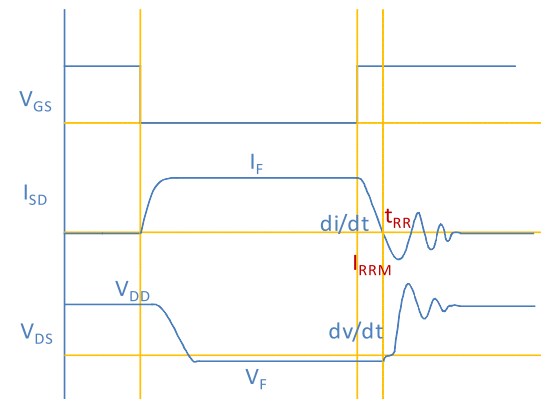 VGS
IF
ISD
tRR
di/dt
IRRM
VDD
VDS
dv/dt
VF